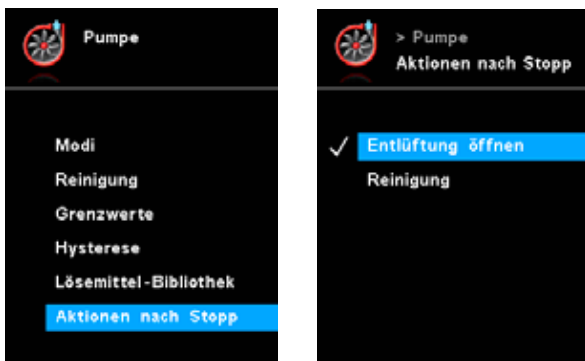 Pumpe
Modi
Reinigung
Grenzwerte
Hysterese
Lösemittel-Bibliothek
Aktionen nach Stopp
> Pumpe
Aktionen nach Stopp
Entlüftung öffnen
Reinigung